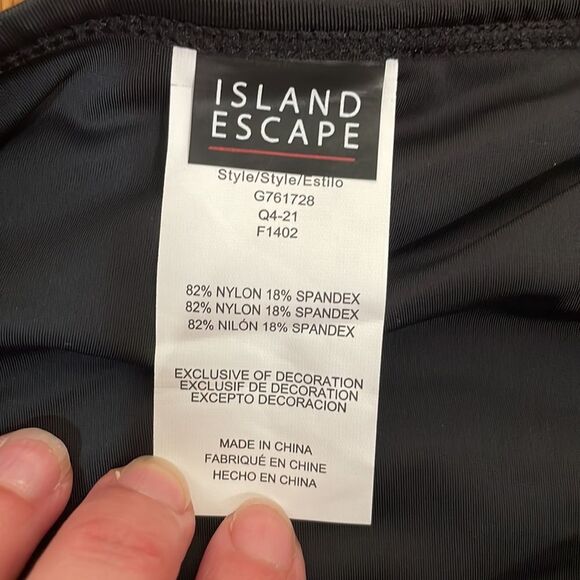 ISLAND
ESCAPE
Style/Style/Estilo
G761728
Q4-21
F1402
82% NYLON 18% SPANDEX
82% NYLON 18% SPANDEX
82% NILÓN 18% SPANDEX
EXCLUSIVE OF DECORATION
EXCLUSIF DE DECORATION
EXCEPTO DECORACION
MADE IN CHINA
FABRIQUÉ EN CHINE
HECHO EN CHINA